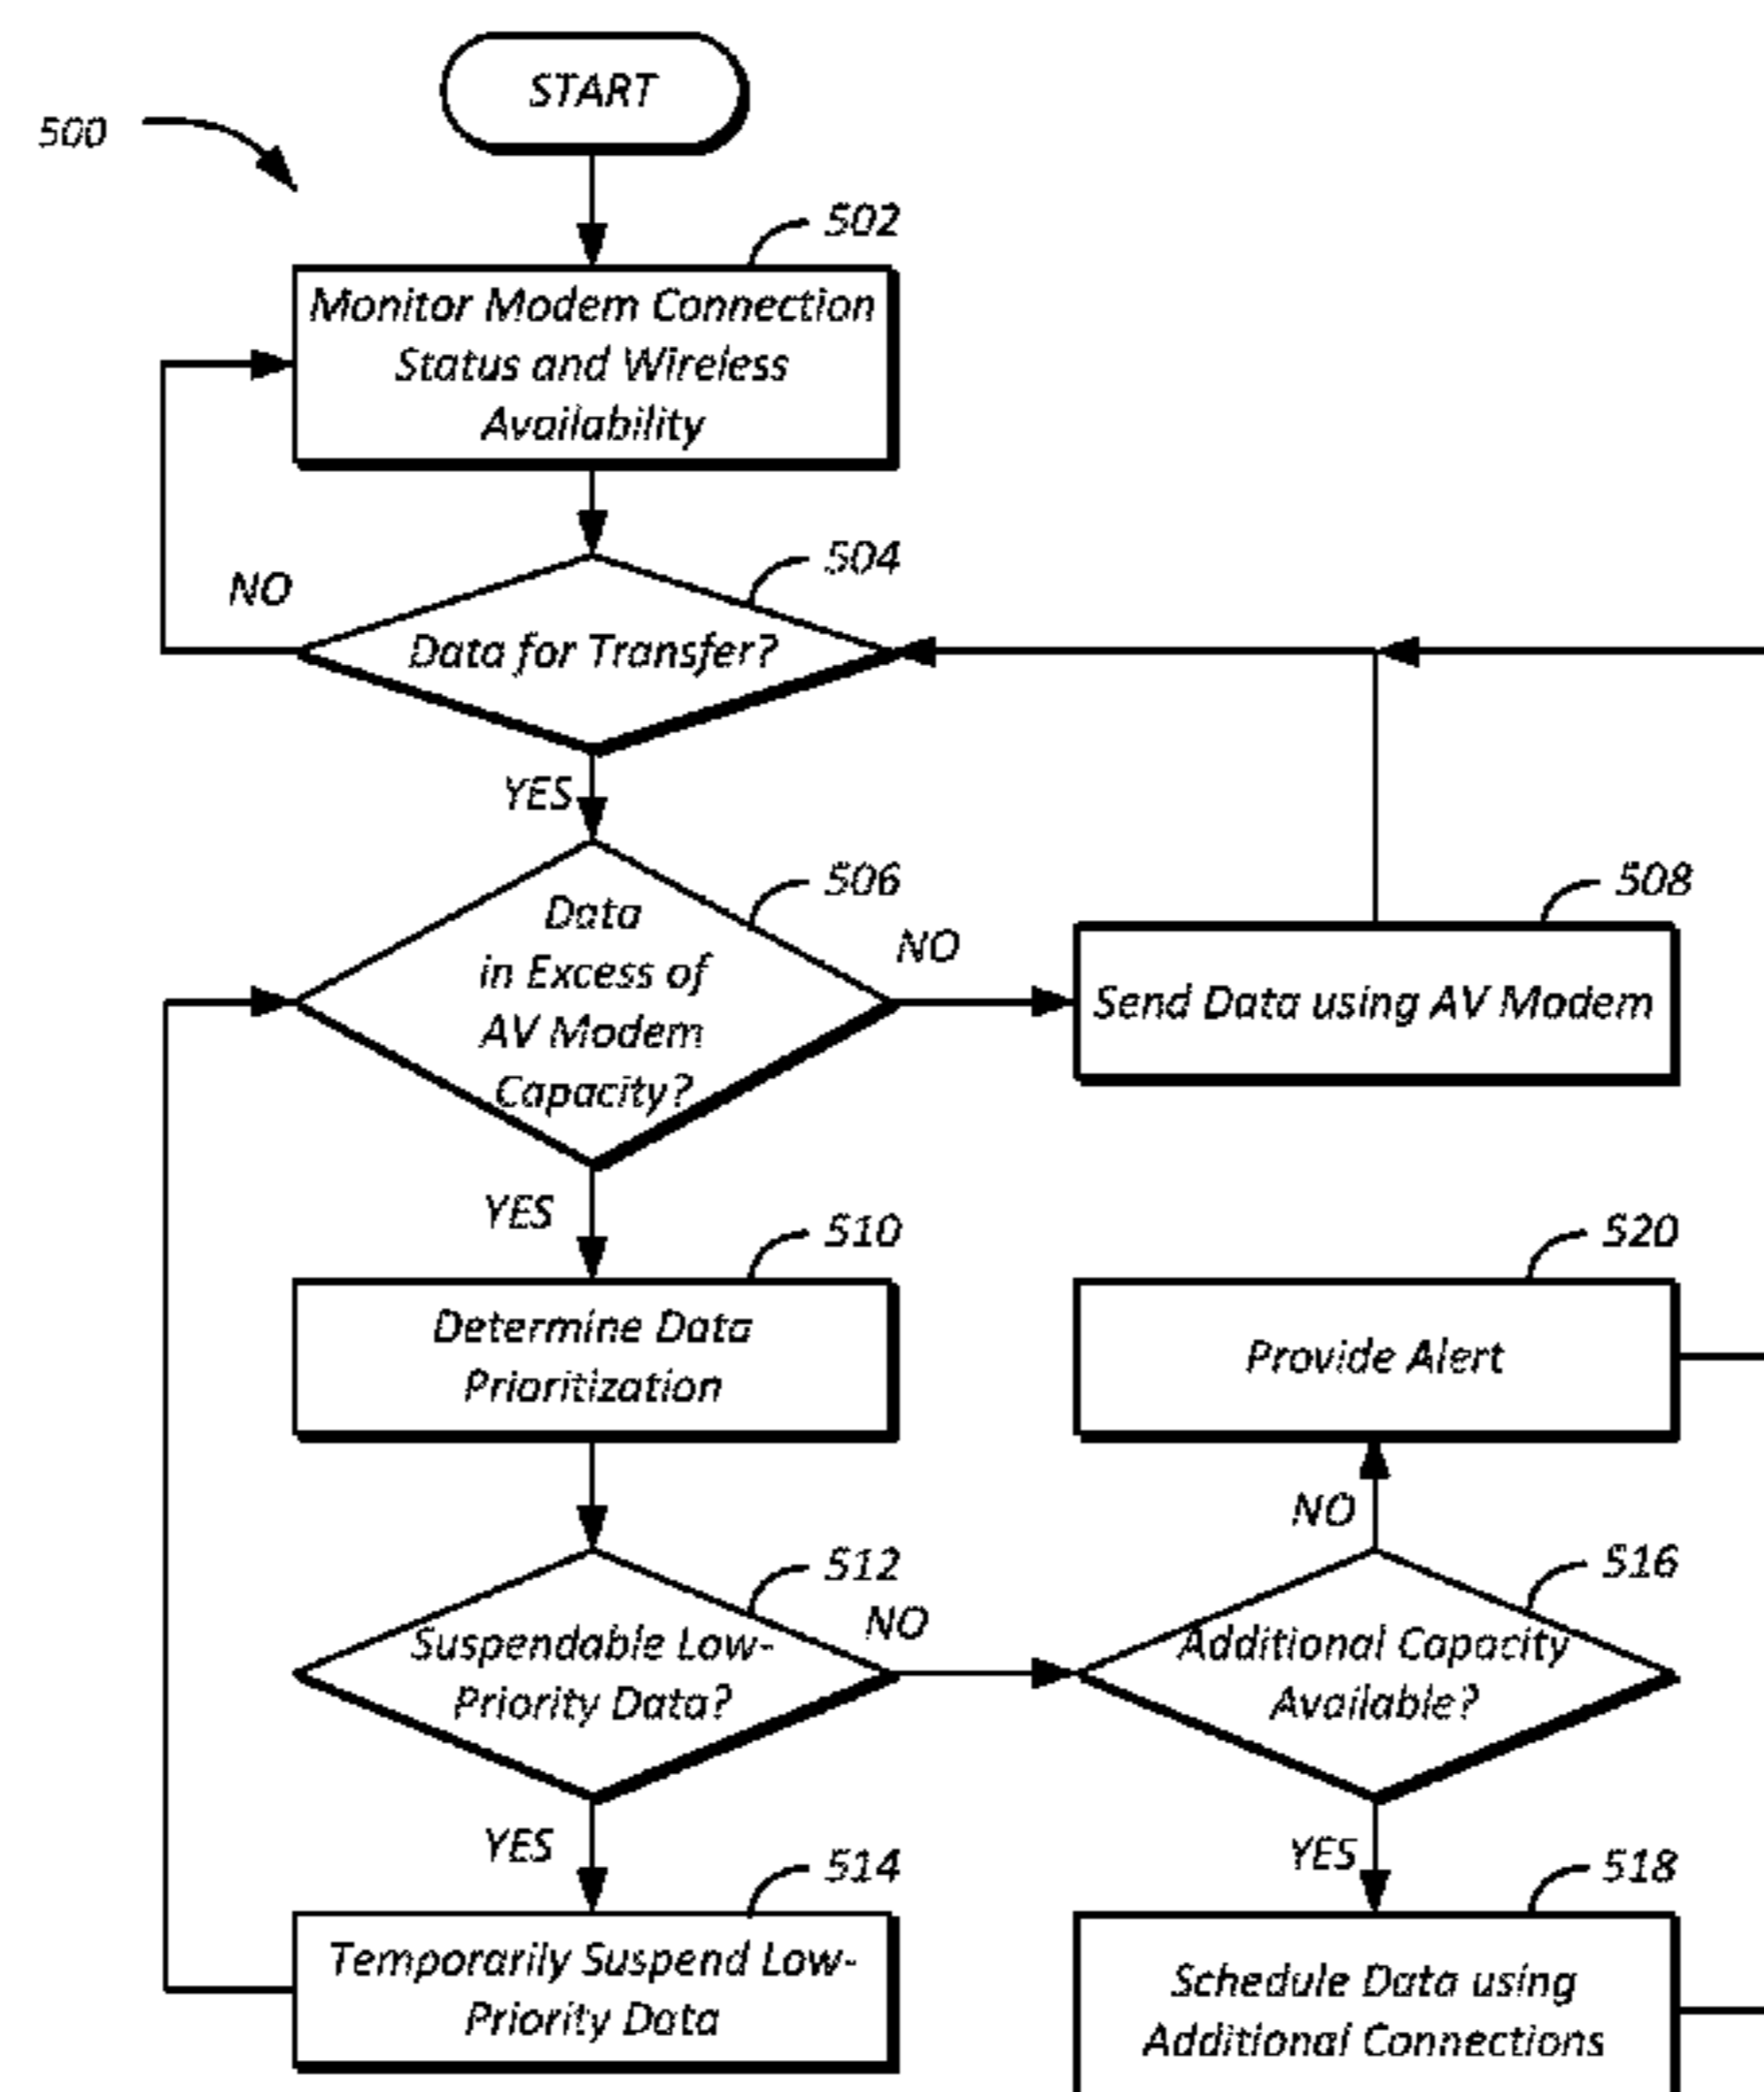 START
500
502
Monitor Modem Connection
Status and Wireless
Availability
504
NO
Data for Transfer?
YES
506
Data
in Excess of
AV Modem
Capacity?
NO
508
Send Data using AV Modem
YES
510
Determine Data
Prioritization
520
Provide Alert
NO
512
Suspendable Low-
Priority Data?
NO
516
Additional Capacity
Available?
YES
514
Temporarily Suspend Low-
Priority Data
YES
518
Schedule Data using
Additional Connections